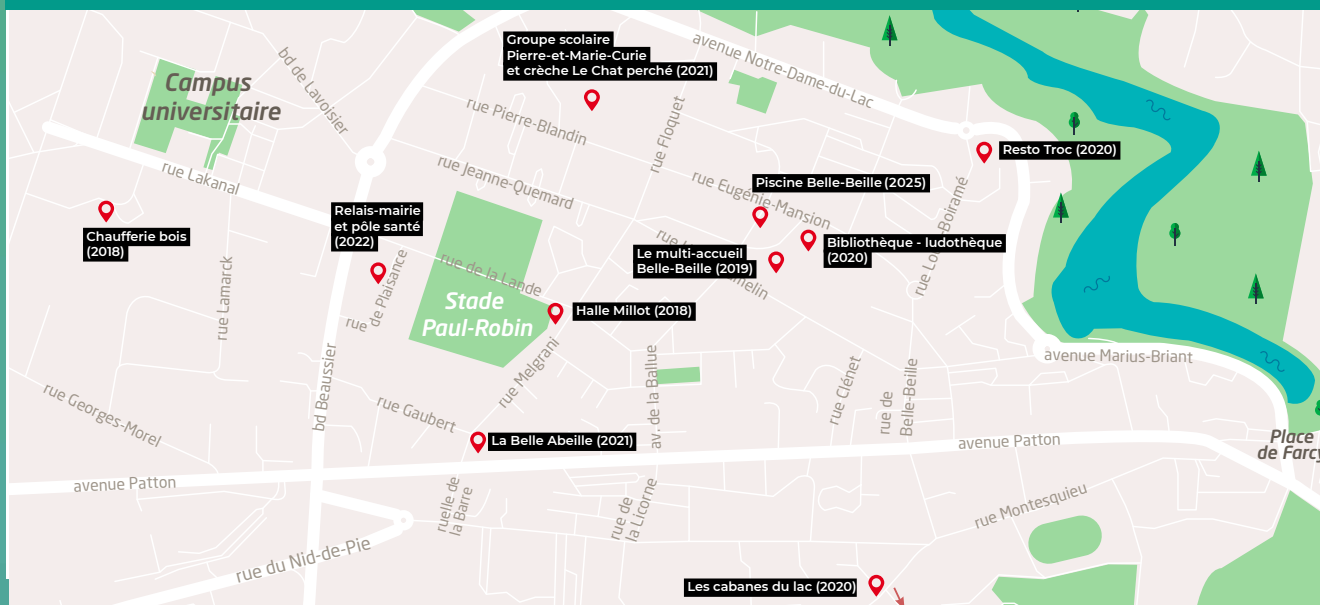 Groupe scolaire
Pierre-et-Marie-Curie
et crèche Le Chat perché (2021)
avenue Notre-Dame-du-Lac
bd de Lavoisier
Campus
universitaire
rue Pierre-Blandin
rue Floquet
Resto Troc (2020)
rue Lakanal
rue Jeanne-Quemard
rue Eugénie-Mansion
Piscine Belle-Beille (2025)
Chaufferie bois
(2018)
Relais-mairie
et pôle santé
(2022)
Le multi-accueil
Belle-Beille (2019)
Bibliothèque - ludothèque
(2020)
rue de la Lande
rue Lamarck
rue
de Plaisance
Stade
Paul-Robin
Halle Millot (2018)
rue Melgrani
avenue Marius-Briant
bd Beaussier
av. de la Ballue
rue Clénet
rue de
Belle-Beille
rue Georges-Morel
rue Gaubert
La Belle Abeille (2021)
avenue Patton
Place
de Farcy
avenue Patton
ruelle de
la Barre
rue de
la Licorne
rue Montesquieu
rue du Nid-de-Pie
Les cabanes du lac (2020)